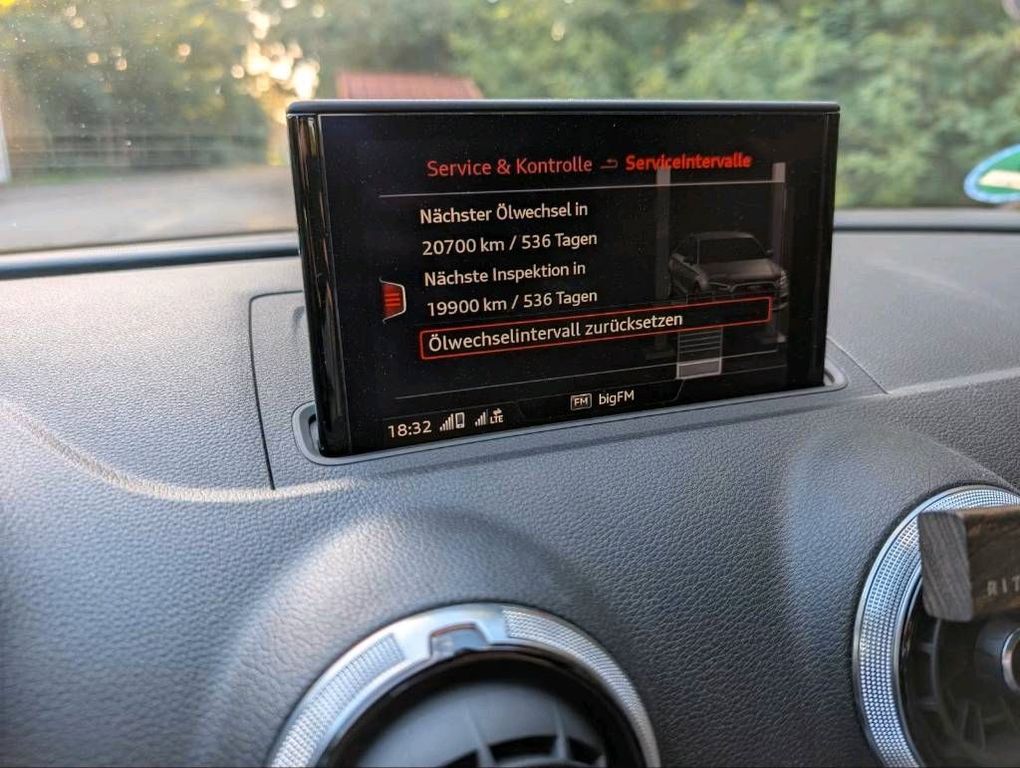 Service & Kontrolle Serviceintervalle
Nächster Ölwechsel in
20700 km / 536 Tagen
Nächste Inspektion in
19900 km / 536 Tagen
Ölwechselintervall zurücksetzen
FM bigFM
18:32 LTE
RIT